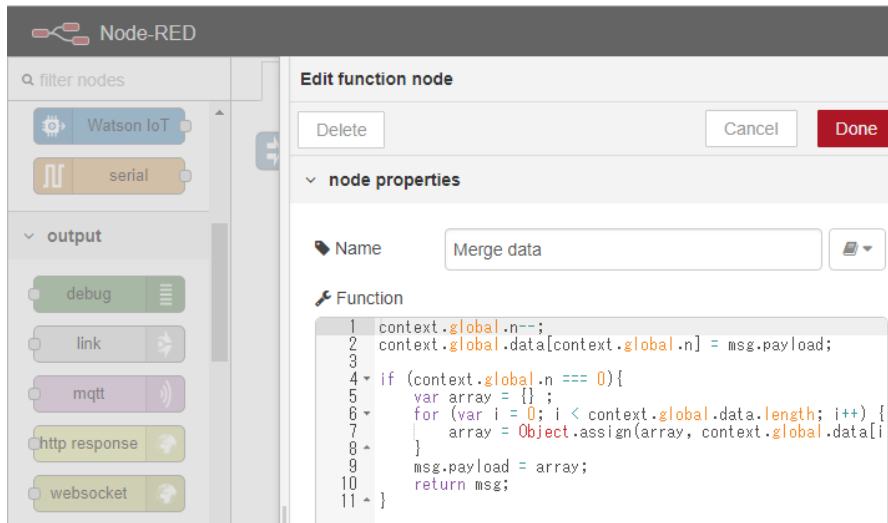 Node-RED
filter nodes
Watson IoT
serial
output
debug
link
mqtt
http response
websocket
Edit function node
Delete
Cancel
Done
node properties
Name
Merge data
Function
1 context.global.n--;
2 context.global.data[context.global.n] = msg.payload;
3
4 if (context.global.n === 0){
5 var array = {} ;
6 for (var i = 0; i < context.global.data.length; i++) {
7 array = Object.assign(array, context.global.data[i
8 }
9 msg.payload = array;
10 return msg;
11 }